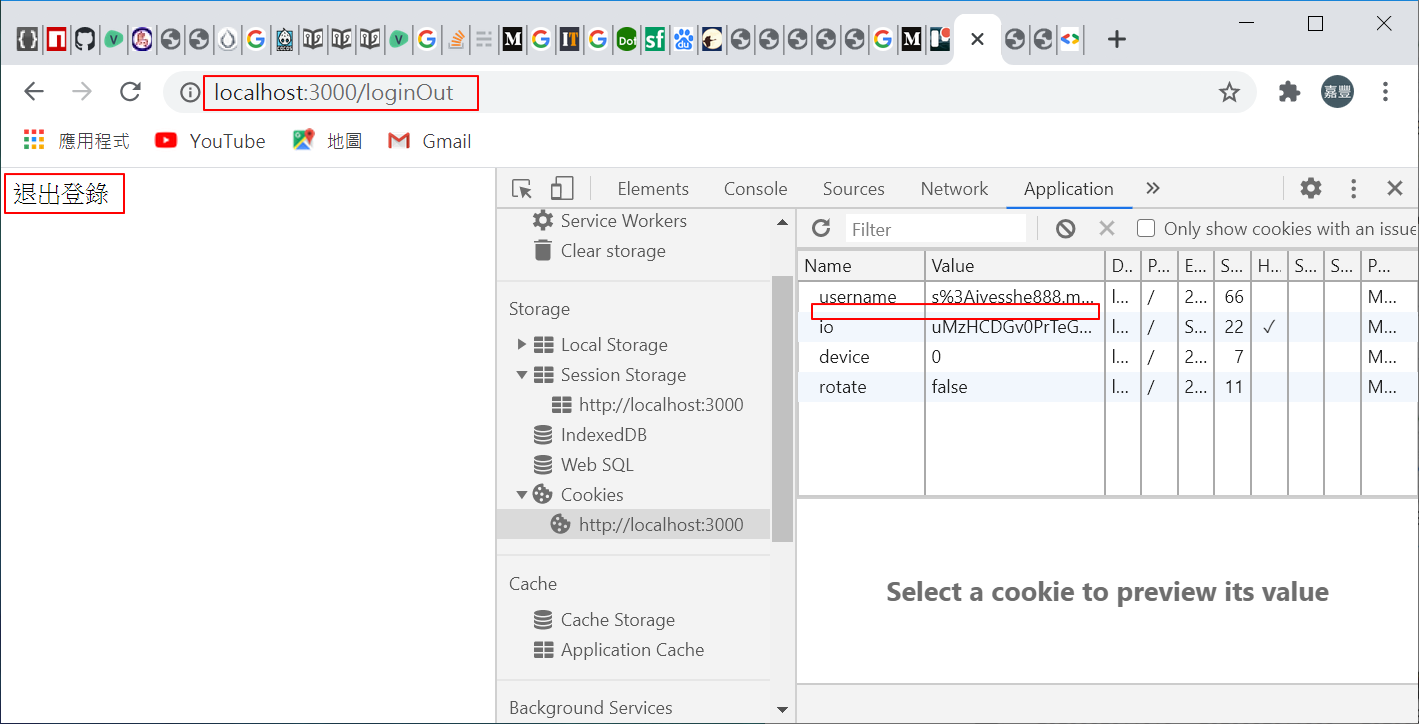 localhost:3000/loginOut
嘉豐
應用程式 YouTube 地圖 Gmail
退出登錄
Elements Console Sources Network Application
Service Workers
Clear storage
Storage
Local Storage
Session Storage
http://localhost:3000
IndexedDB
Web SQL
Cookies
http://localhost:3000
Cache
Cache Storage
Application Cache
Background Services
Filter Only show cookies with an issue
Name Value D.. P... E... S... H.. S... S... P...
username s%3Aivesshe888.m... l... / 2... 66 M...
io uMzHCDGv0PrTeG... l... / S... 22 ✓ M...
device 0 l... / 2... 7 M...
rotate false l... / 2... 11 M...
Select a cookie to preview its value